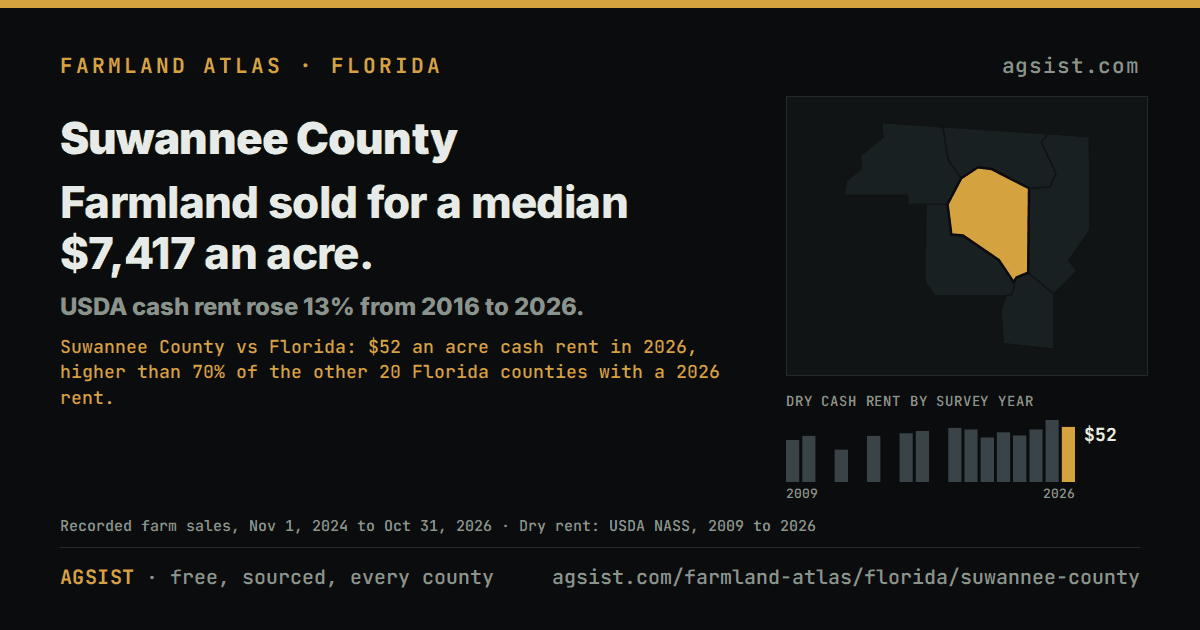 FARMLAND ATLAS · FLORIDA
agsist.com
Suwannee County
Farmland sold for a median
$7,417 an acre.
USDA cash rent rose 13% from 2016 to 2026.
Suwannee County vs Florida: $52 an acre cash rent in 2026,
higher than 70% of the other 20 Florida counties with a 2026
rent.
DRY CASH RENT BY SURVEY YEAR
$52
2009
2026
Recorded farm sales, Nov 1, 2024 to Oct 31, 2026 · Dry rent: USDA NASS, 2009 to 2026
AGSIST · free, sourced, every county
agsist.com/farmland-atlas/florida/suwannee-county